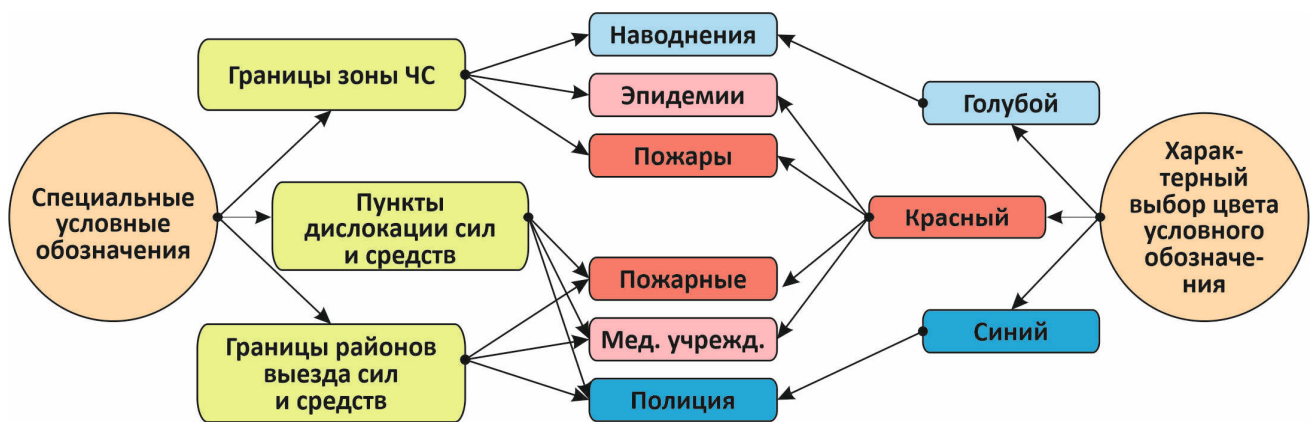 Специальные
условные
обозначения
Границы зоны ЧС
Пункты
дислокации сил
и средств
Границы районов
выезда сил
и средств
Наводнения
Эпидемии
Пожары
Пожарные
Мед. учрежд.
Полиция
Голубой
Красный
Синий
Харак-
терный
выбор цвета
условного
обозначе-
ния